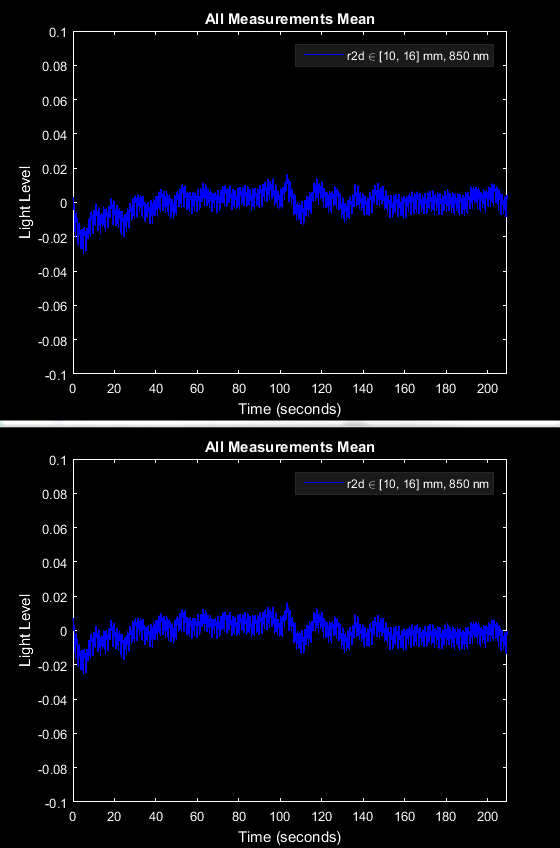 All Measurements Mean
0.1
r2d ∈ [10, 16] mm, 850 nm
0.08
0.06
0.04
0.02
0
-0.02
-0.04
-0.06
-0.08
-0.1
Light Level
0 20 40 60 80 100 120 140 160 180 200
Time (seconds)
All Measurements Mean
0.1
r2d ∈ [10, 16] mm, 850 nm
0.08
0.06
0.04
0.02
0
-0.02
-0.04
-0.06
-0.08
-0.1
Light Level
0 20 40 60 80 100 120 140 160 180 200
Time (seconds)